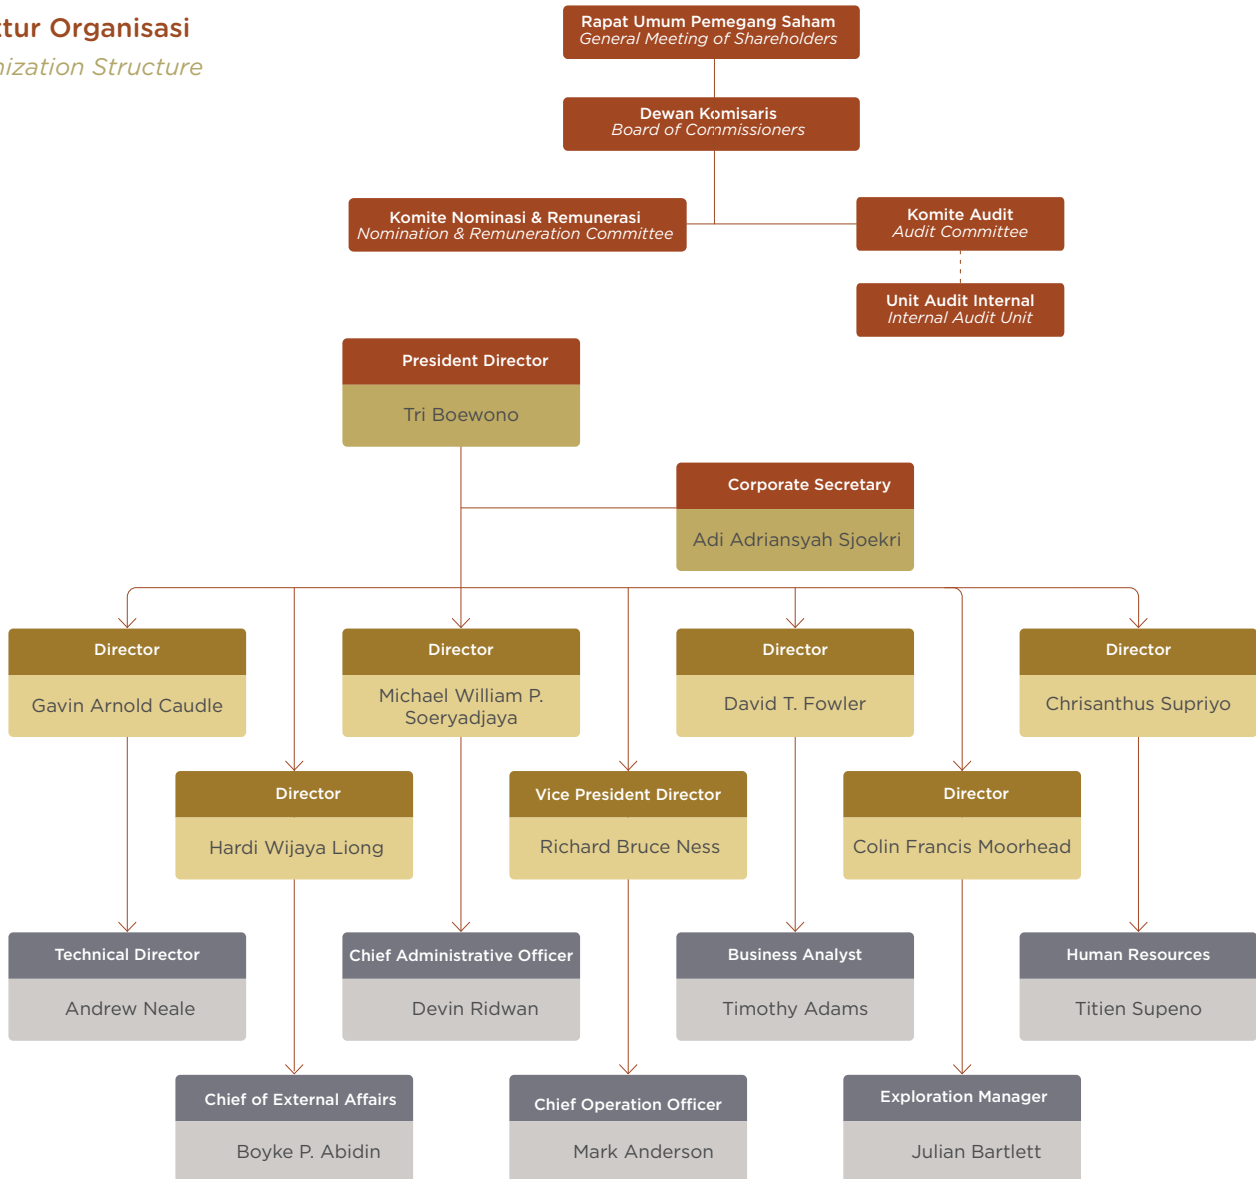 tur Organisasi
nization Structure
Rapat Umum Pemegang Saham
General Meeting of Shareholders
Dewan Komisaris
Board of Commissioners
Komite Nominasi & Remunerasi
Nomination & Remuneration Committee
Komite Audit
Audit Committee
Unit Audit Internal
Internal Audit Unit
President Director
Tri Boewono
Corporate Secretary
Adi Adriansyah Sjoekri
Director
Gavin Arnold Caudle
Director
Michael William P.
Soeryadjaya
Director
David T. Fowler
Director
Chrisanthus Supriyo
Director
Hardi Wijaya Liong
Vice President Director
Richard Bruce Ness
Director
Colin Francis Moorhead
Technical Director
Andrew Neale
Chief Administrative Officer
Devin Ridwan
Business Analyst
Timothy Adams
Human Resources
Titien Supeno
Chief of External Affairs
Boyke P. Abidin
Chief Operation Officer
Mark Anderson
Exploration Manager
Julian Bartlett